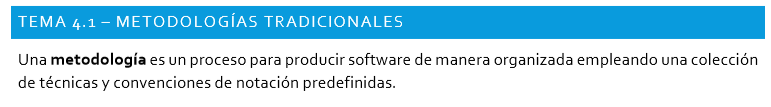 TEMA 4.1 – METODOLOGÍAS TRADICIONALES
Una metodología es un proceso para producir software de manera organizada empleando una colección
de técnicas y convenciones de notación predefinidas.